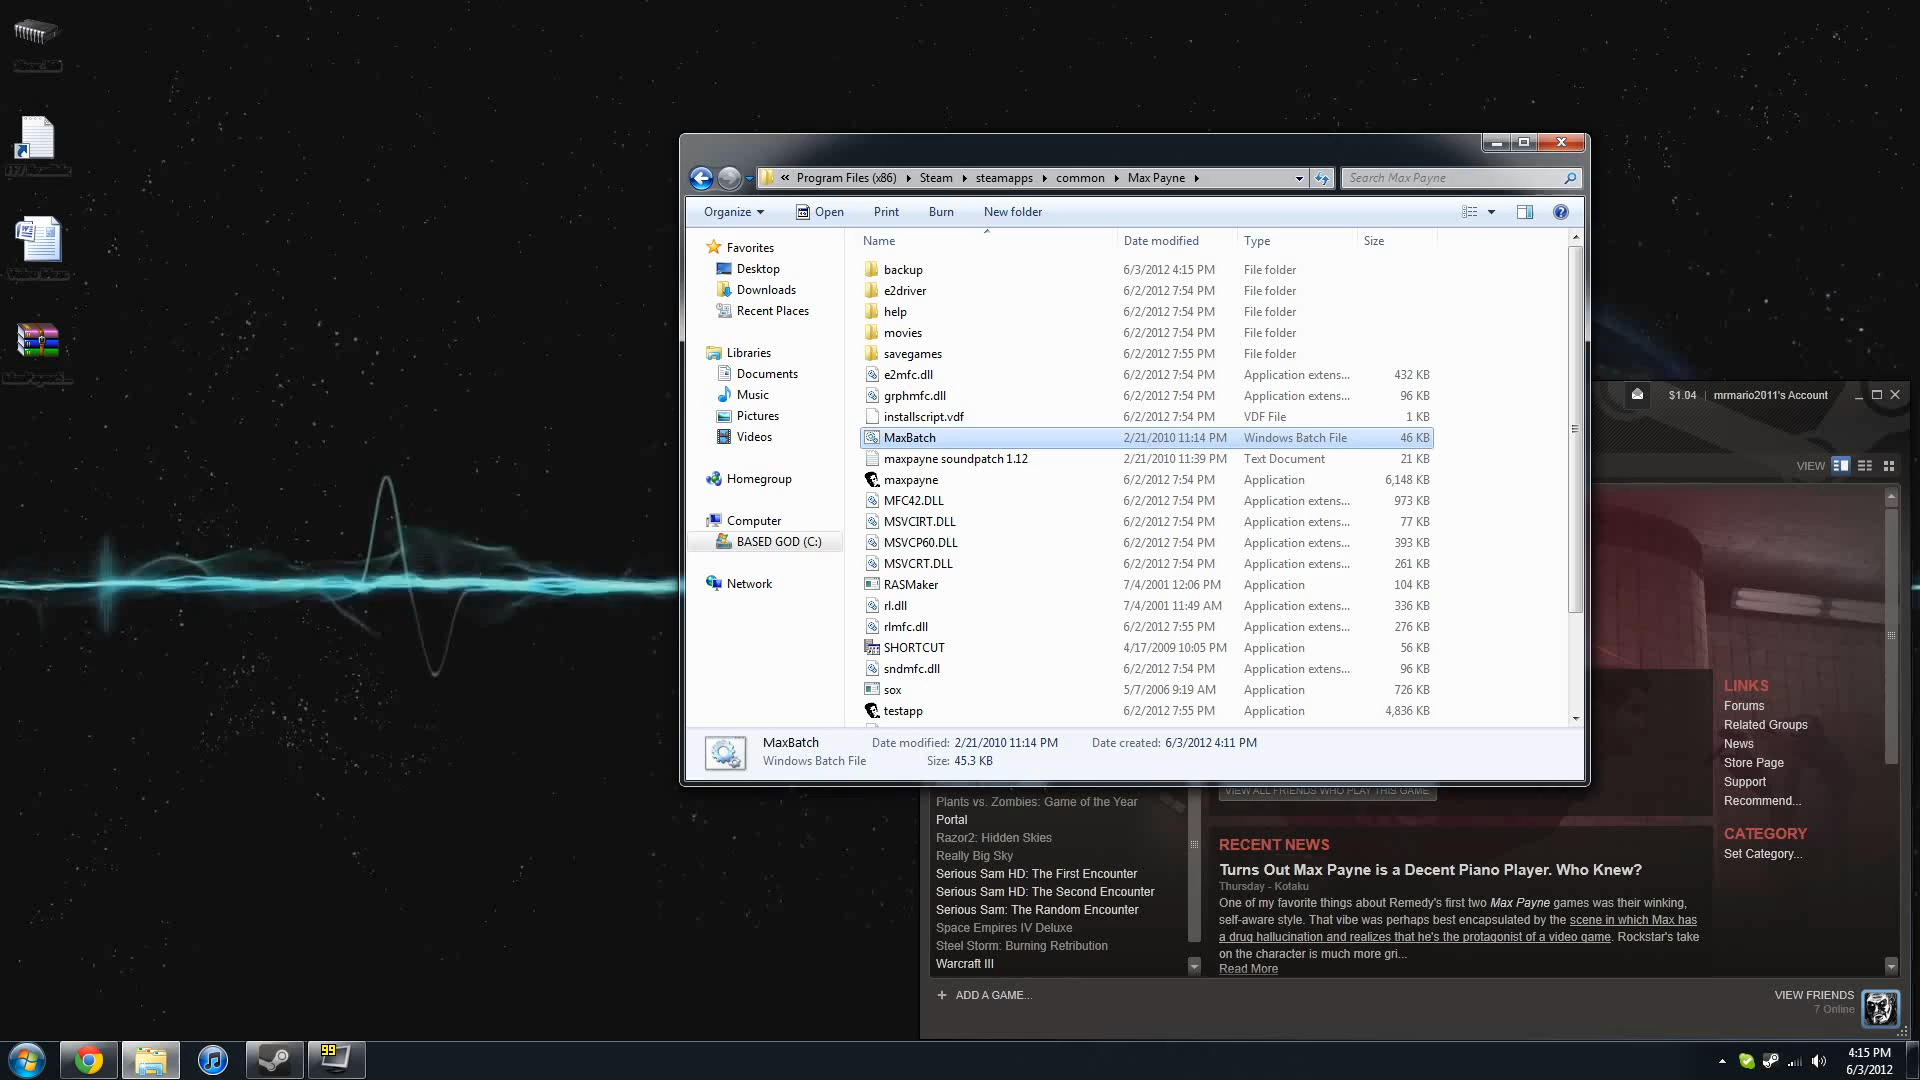 « Program Files (x86) Steam steamapps common Max Payne
Search Max Payne
Organize Open Print Burn New folder
Favorites
Desktop
Downloads
Recent Places
Libraries
Documents
Music
Pictures
Videos
Homegroup
Computer
BASED GOD (C:)
Network
Name Date modified Type Size
backup 6/3/2012 4:15 PM File folder
e2driver 6/2/2012 7:54 PM File folder
help 6/2/2012 7:54 PM File folder
movies 6/2/2012 7:54 PM File folder
savegames 6/2/2012 7:55 PM File folder
e2mfc.dll 6/2/2012 7:54 PM Application extens... 432 KB
grphmfc.dll 6/2/2012 7:54 PM Application extens... 96 KB
installscript.vdf 6/2/2012 7:54 PM VDF File 1 KB
MaxBatch 2/21/2010 11:14 PM Windows Batch File 46 KB
maxpayne soundpatch 1.12 2/21/2010 11:39 PM Text Document 21 KB
maxpayne 6/2/2012 7:54 PM Application 6,148 KB
MFC42.DLL 6/2/2012 7:54 PM Application extens... 973 KB
MSVCIRT.DLL 6/2/2012 7:54 PM Application extens... 77 KB
MSVCP60.DLL 6/2/2012 7:54 PM Application extens... 393 KB
MSVCRT.DLL 6/2/2012 7:54 PM Application extens... 261 KB
RASMaker 7/4/2001 12:06 PM Application 104 KB
rl.dll 7/4/2001 11:49 AM Application extens... 336 KB
rlmfc.dll 6/2/2012 7:55 PM Application extens... 276 KB
SHORTCUT 4/17/2009 10:05 PM Application 56 KB
sndmfc.dll 6/2/2012 7:54 PM Application extens... 96 KB
sox 5/7/2006 9:19 AM Application 726 KB
testapp 6/2/2012 7:55 PM Application 4,836 KB
MaxBatch Date modified: 2/21/2010 11:14 PM Date created: 6/3/2012 4:11 PM
Windows Batch File Size: 45.3 KB
$1.04 | mrmario2011's Account
VIEW
LINKS
Forums
Related Groups
News
Store Page
Support
Recommend...
CATEGORY
Set Category...
VIEW ALL FRIENDS WHO PLAY THIS GAME
Plants vs. Zombies: Game of the Year
Portal
Razor2: Hidden Skies
Really Big Sky
Serious Sam HD: The First Encounter
Serious Sam HD: The Second Encounter
Serious Sam: The Random Encounter
Space Empires IV Deluxe
Steel Storm: Burning Retribution
Warcraft III
RECENT NEWS
Turns Out Max Payne is a Decent Piano Player. Who Knew?
Thursday - Kotaku
One of my favorite things about Remedy's first two Max Payne games was their winking,
self-aware style. That vibe was perhaps best encapsulated by the scene in which Max has
a drug hallucination and realizes that he's the protagonist of a video game. Rockstar's take
on the character is much more gri...
Read More
+ ADD A GAME...
VIEW FRIENDS
7 Online
99
4:15 PM
6/3/2012